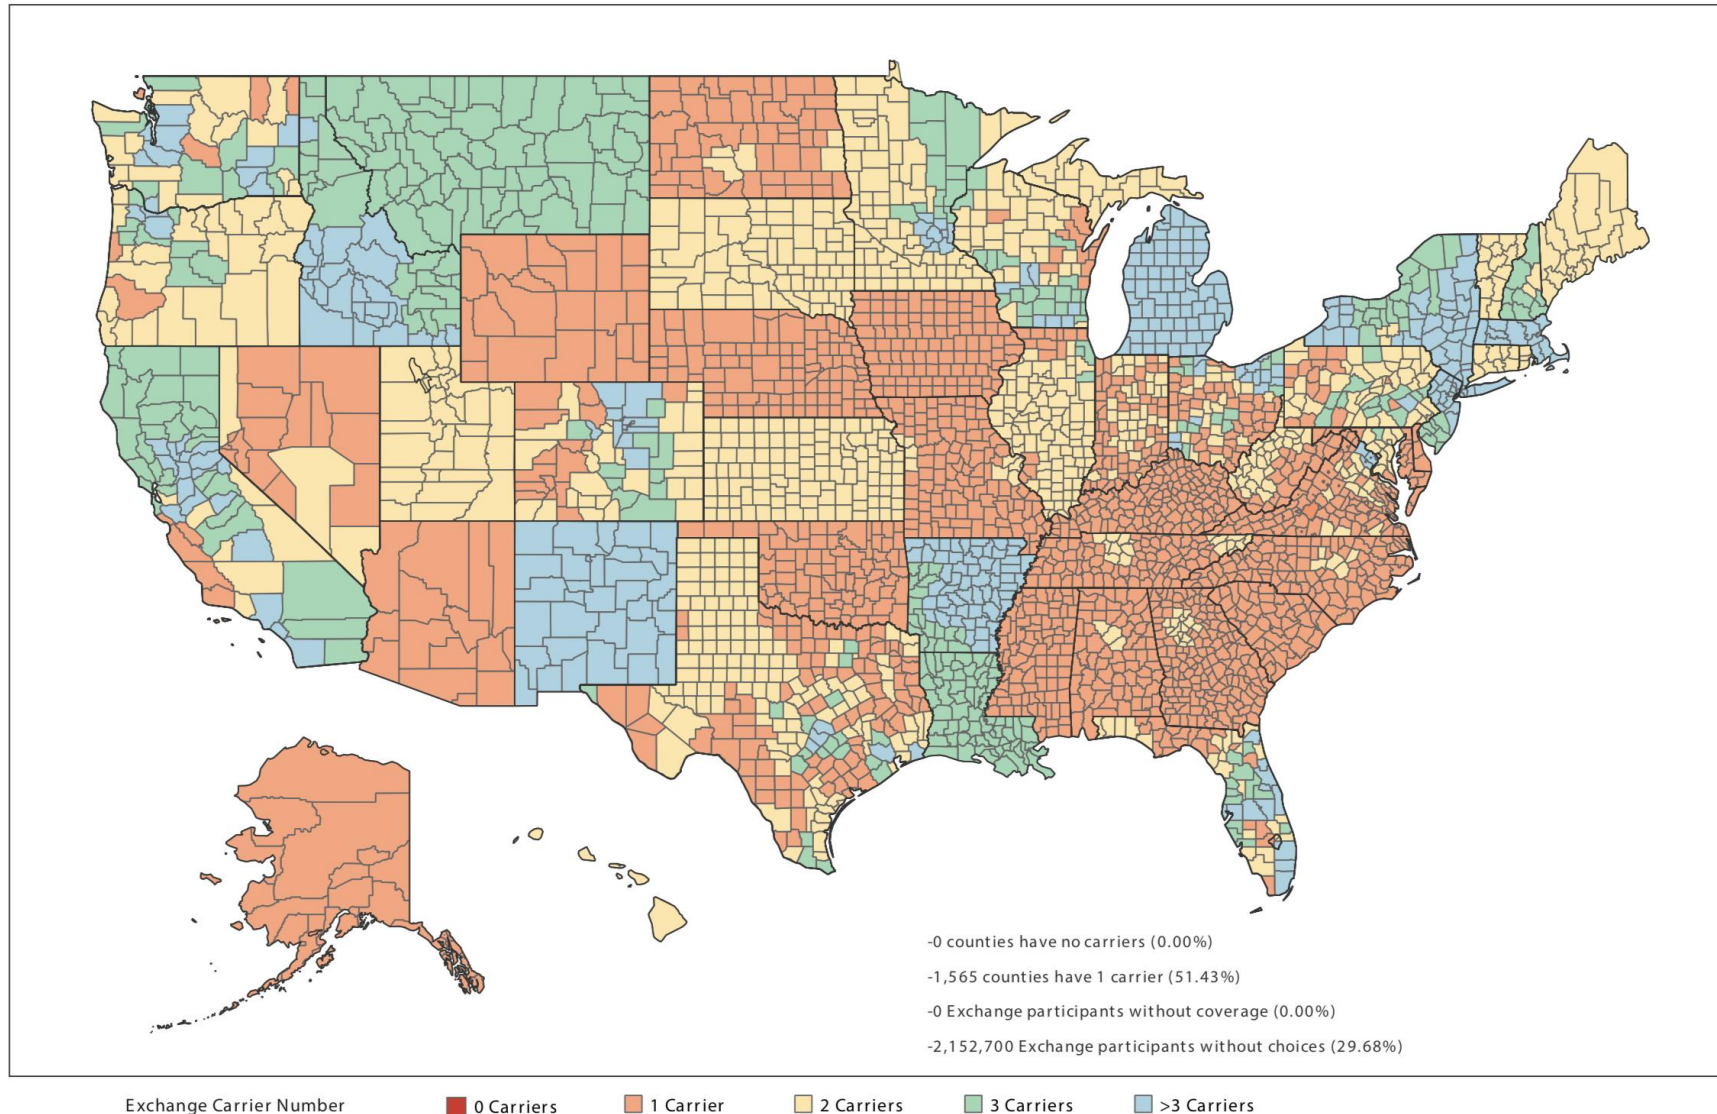 -0 counties have no carriers (0.00%)
-1,565 counties have 1 carrier (51.43%)
-0 Exchange participants without coverage (0.00%)
-2,152,700 Exchange participants without choices (29.68%)
Exchange Carrier Number 0 Carriers 1 Carrier 2 Carriers 3 Carriers >3 Carriers